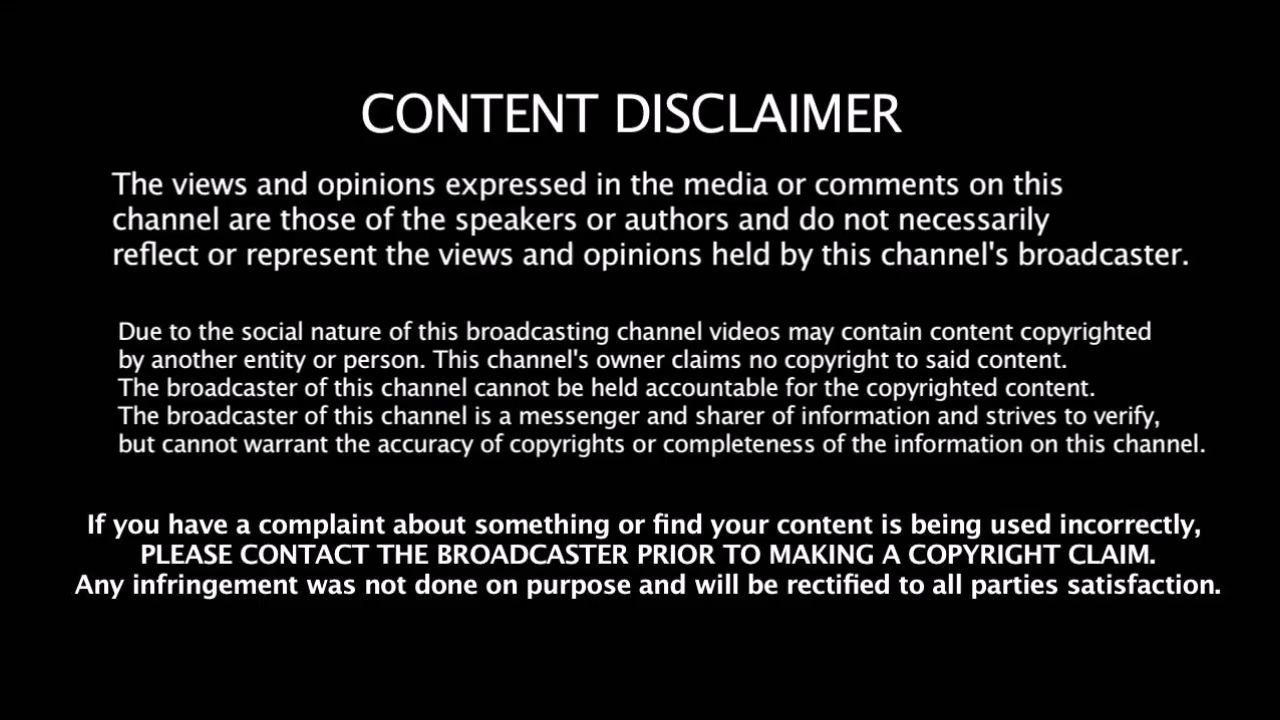 CONTENT DISCLAIMER
The views and opinions expressed in the media or comments on this
channel are those of the speakers or authors and do not necessarily
reflect or represent the views and opinions held by this channel's broadcaster.
Due to the social nature of this broadcasting channel videos may contain content copyrighted
by another entity or person. This channel's owner claims no copyright to said content.
The broadcaster of this channel cannot be held accountable for the copyrighted content.
The broadcaster of this channel is a messenger and sharer of information and strives to verify,
but cannot warrant the accuracy of copyrights or completeness of the information on this channel.
If you have a complaint about something or find your content is being used incorrectly,
PLEASE CONTACT THE BROADCASTER PRIOR TO MAKING A COPYRIGHT CLAIM.
Any infringement was not done on purpose and will be rectified to all parties satisfaction.